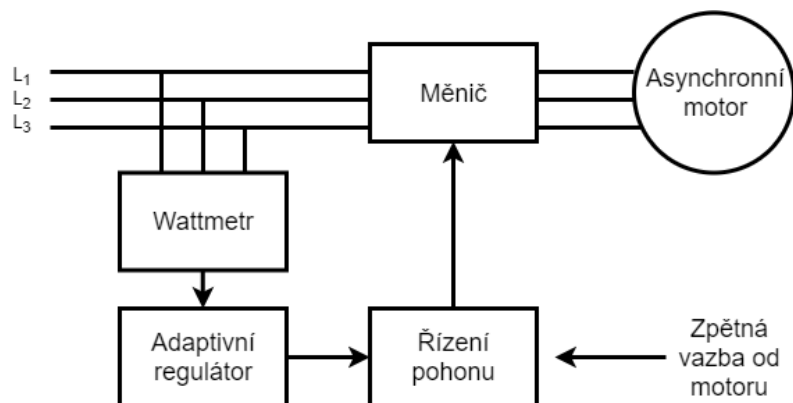 L₁
L₂
L₃
Měnič
Asynchronní
motor
Wattmetr
Adaptivní
regulátor
Řízení
pohonu
Zpětná
vazba od
motoru